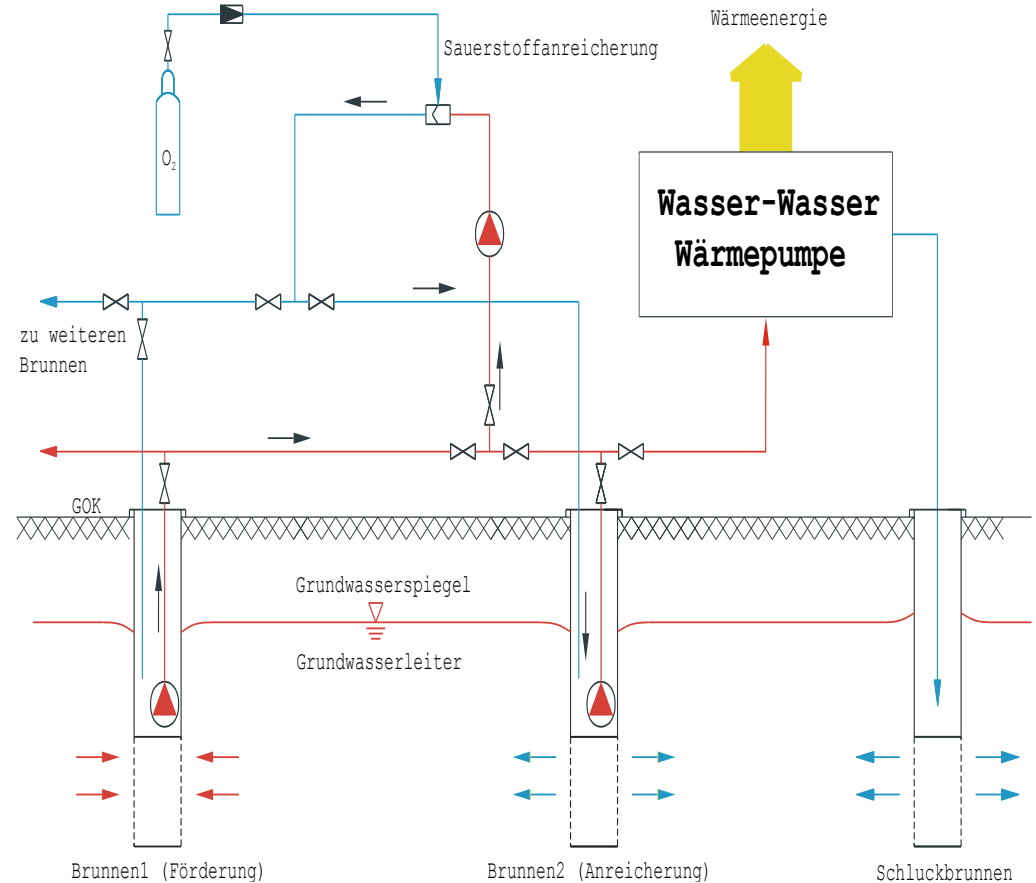 Wärmeenergie
Sauerstoffanreicherung
O2
Wasser-Wasser
Wärmepumpe
zu weiteren
Brunnen
GOK
Grundwasserspiegel
Grundwasserleiter
Brunnen1 (Förderung)
Brunnen2 (Anreicherung)
Schluckbrunnen